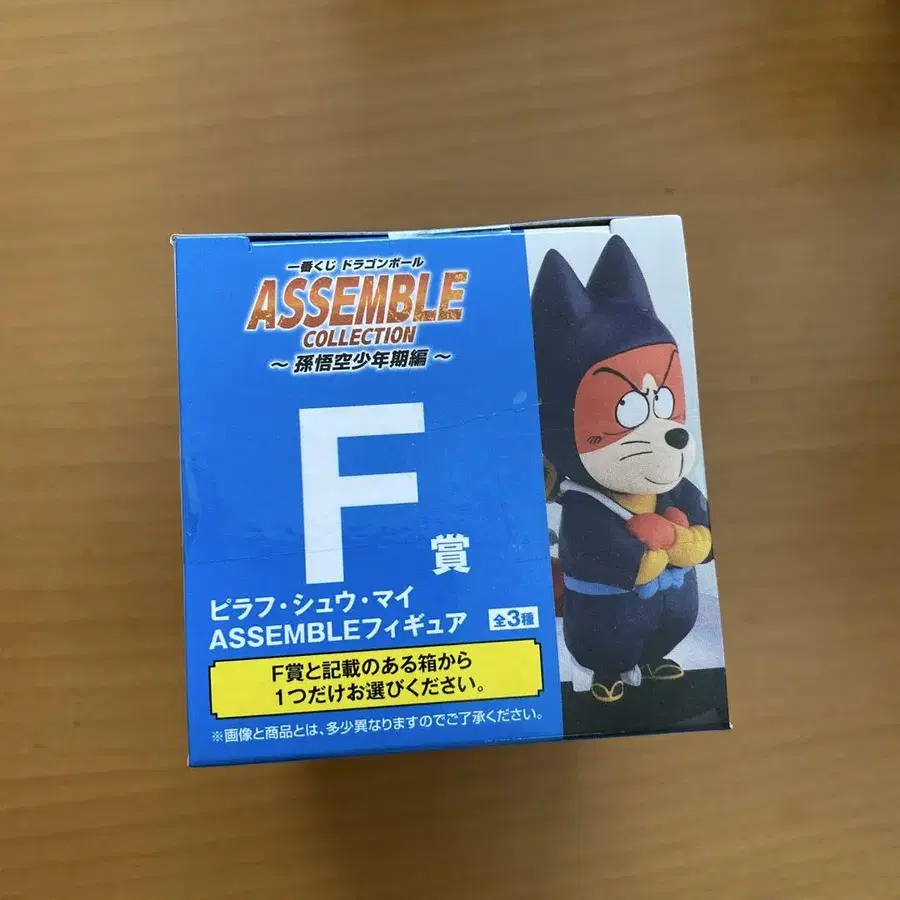 一番くじ ドラゴンボール
ASSEMBLE
COLLECTION
～ 孫悟空少年期編 ～
F賞
ピラフ・シュウ・マイ
ASSEMBLEフィギュア 全3種
F賞と記載のある箱から
1つだけお選びください。
※画像と商品とは、多少異なりますのでご了承ください。